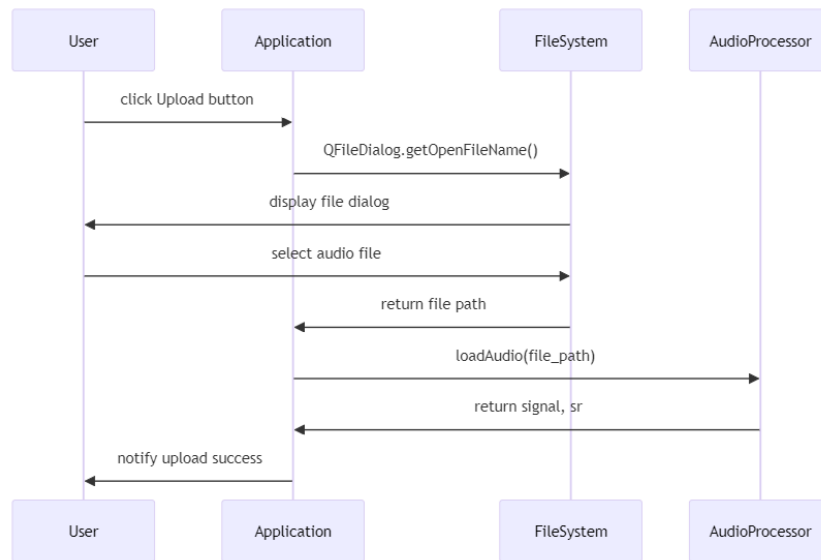 User
Application
FileSystem
AudioProcessor
click Upload button
QFileDialog.getOpenFileName()
display file dialog
select audio file
return file path
loadAudio(file_path)
return signal, sr
notify upload success
User
Application
FileSystem
AudioProcessor